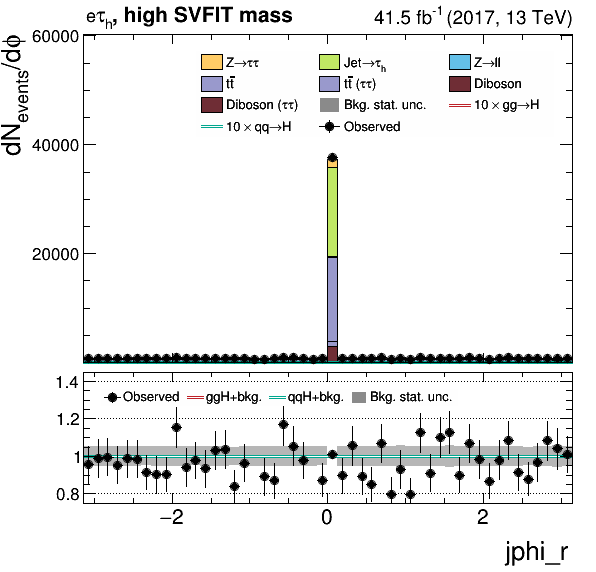 eτh, high SVFIT mass
41.5 fb⁻¹ (2017, 13 TeV)
dNevents/dϕ
60000
40000
20000
Z→ττ Jet→τh Z→ll
tt̄ tt̄ (ττ) Diboson
Diboson (ττ) Bkg. stat. unc. 10 × gg→H
10 × qq→H Observed
1.4
1.2
1
0.8
Observed ggH+bkg. qqH+bkg. Bkg. stat. unc.
−2 0 2
jphi_r